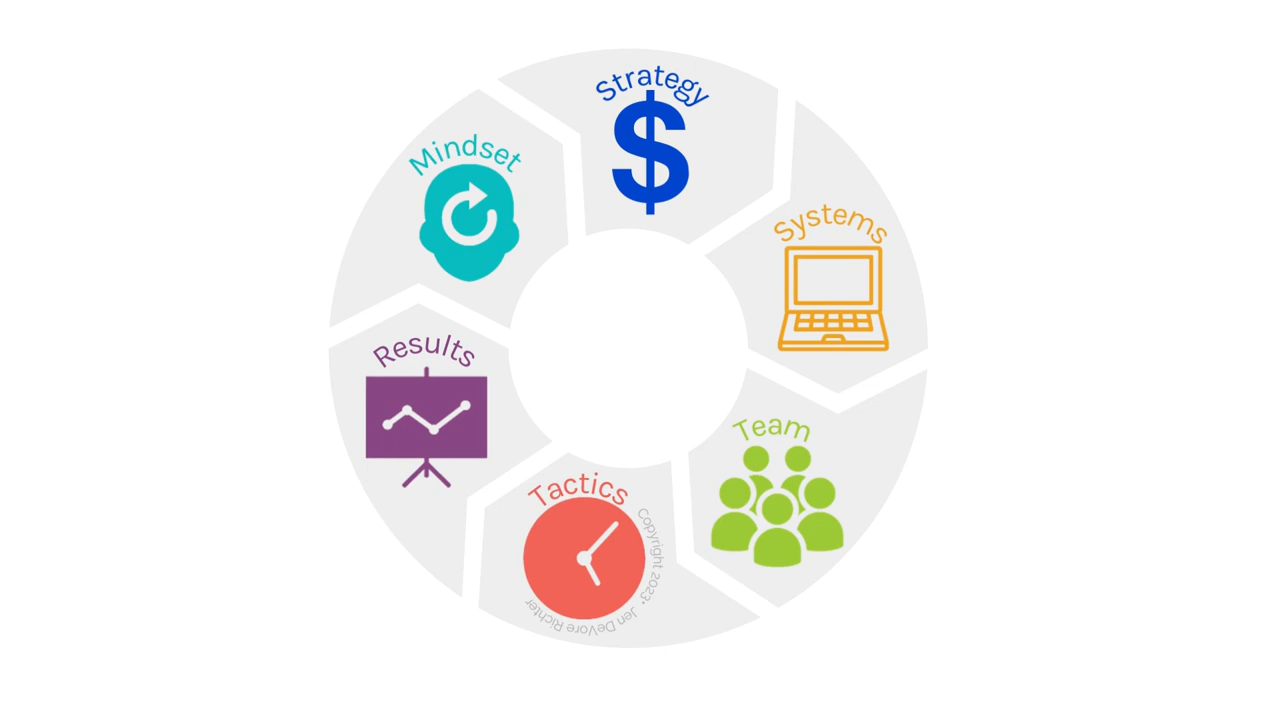 Strategy
$
Mindset
Systems
Results
Team
Tactics
Copyright 2023• Jen DeVore Richter